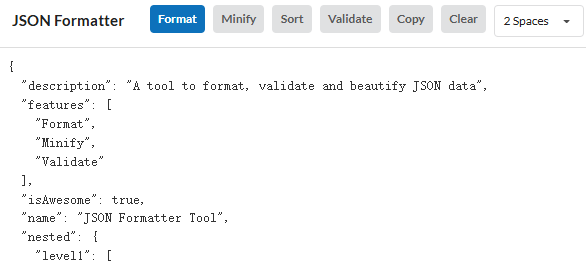 JSON Formatter Format Minify Sort Validate Copy Clear 2 Spaces
{
  "description": "A tool to format, validate and beautify JSON data",
  "features": [
    "Format",
    "Minify",
    "Validate"
  ],
  "isAwesome": true,
  "name": "JSON Formatter Tool",
  "nested": {
    "level1": [